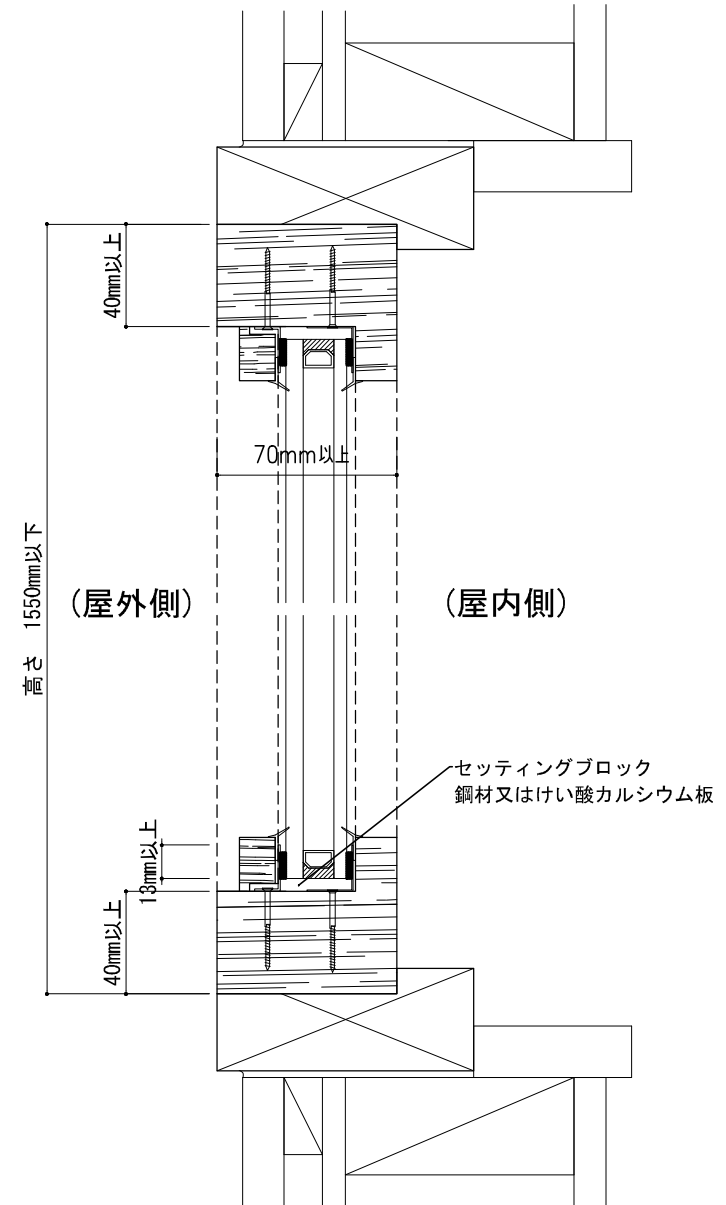 40mm以上
70mm以上
高さ 1550mm以下
(屋外側)
(屋内側)
セッティングブロック
鋼材又はけい酸カルシウム板
13mm以上
40mm以上